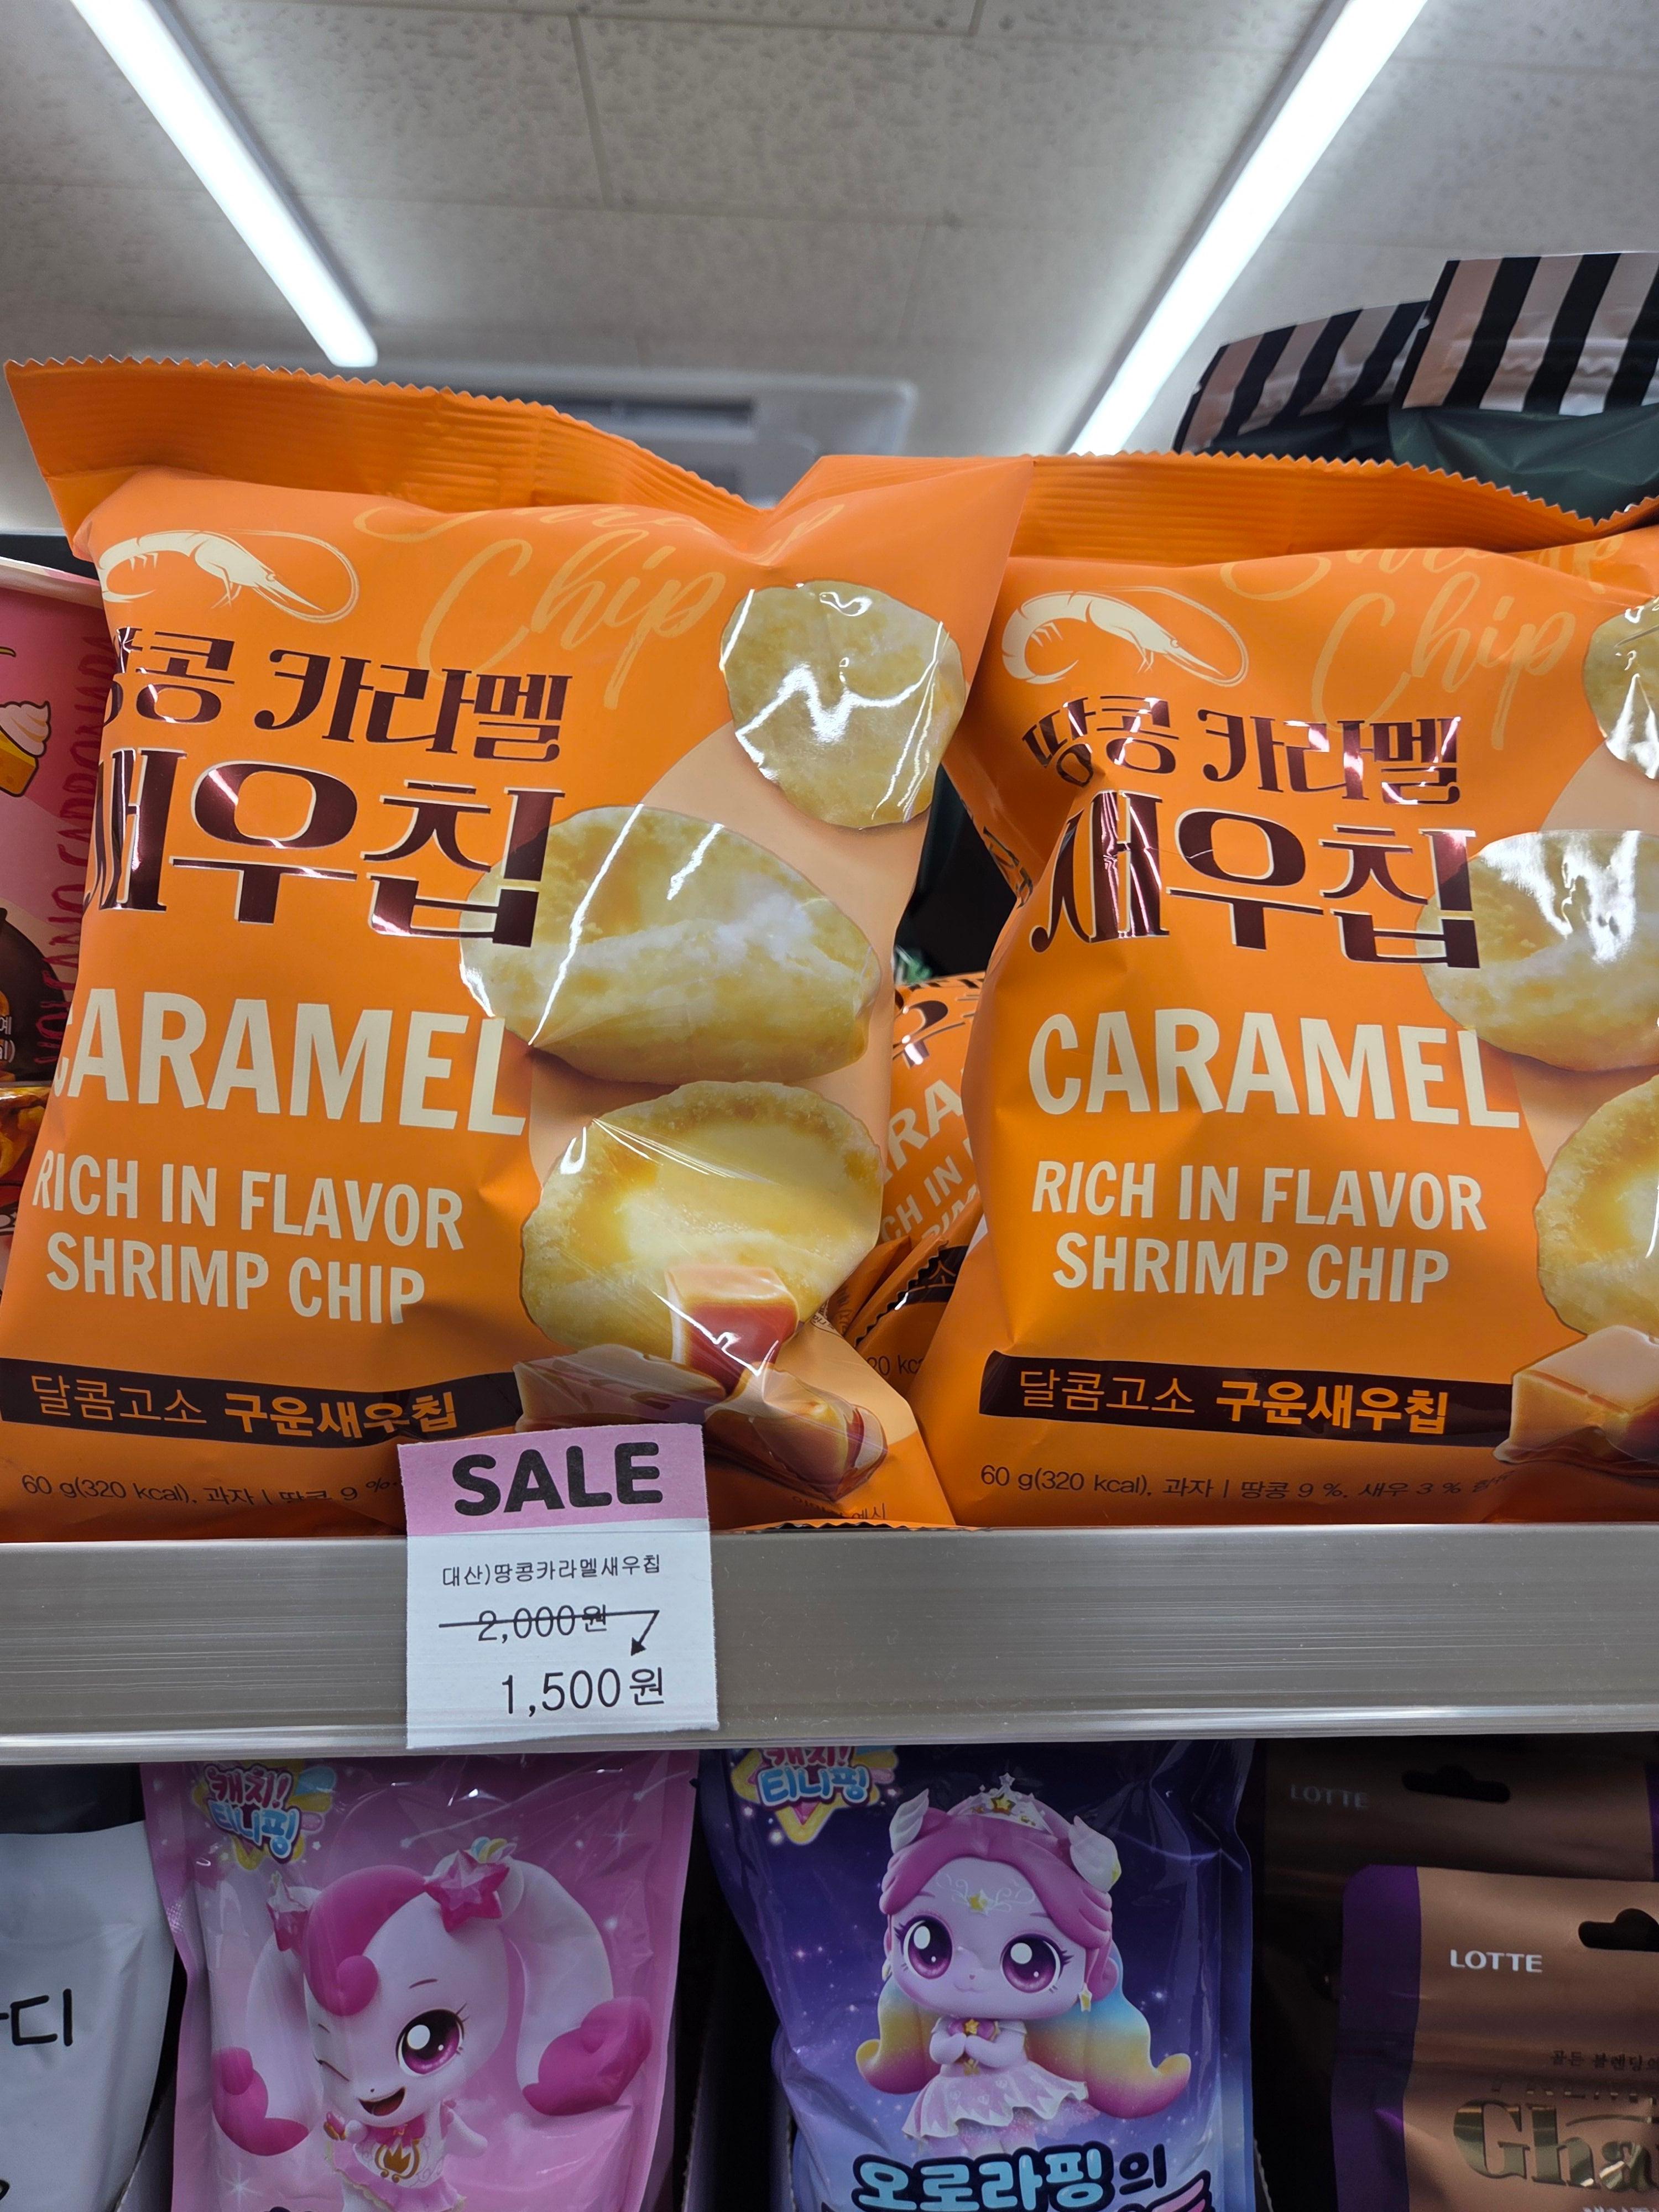 Chip
땅콩 카라멜
새우칩
CARAMEL
RICH IN FLAVOR
SHRIMP CHIP
달콤고소 구운새우칩
60 g(320 kcal), 과자 | 땅콩 9 %
Shrimp
Chip
땅콩 카라멜
새우칩
CARAMEL
RICH IN FLAVOR
SHRIMP CHIP
달콤고소 구운새우칩
60 g(320 kcal), 과자 | 땅콩 9 %, 새우 3 %
SALE
대산)땅콩카라멜새우칩
2,000원
1,500원
캐치!
티니핑
캐치!
티니핑
오로라핑의
LOTTE
LOTTE